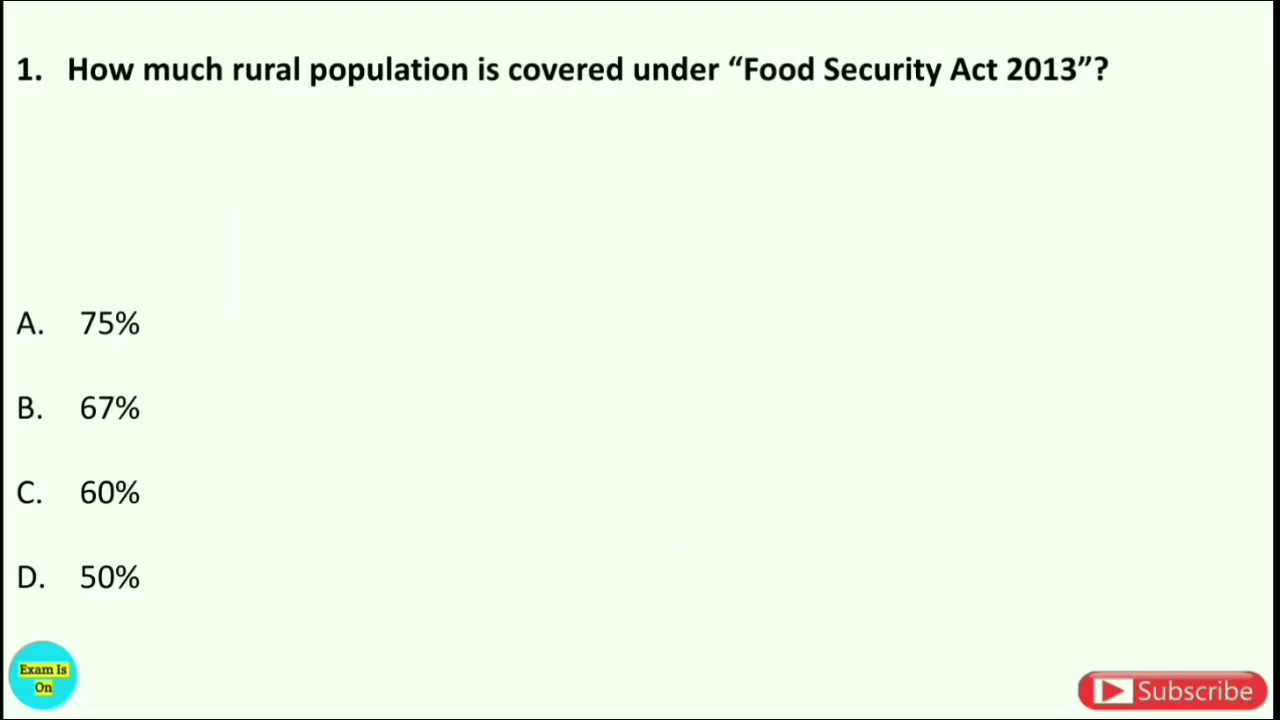 1. How much rural population is covered under “Food Security Act 2013”?
A. 75%
B. 67%
C. 60%
D. 50%
Exam Is
On
Subscribe